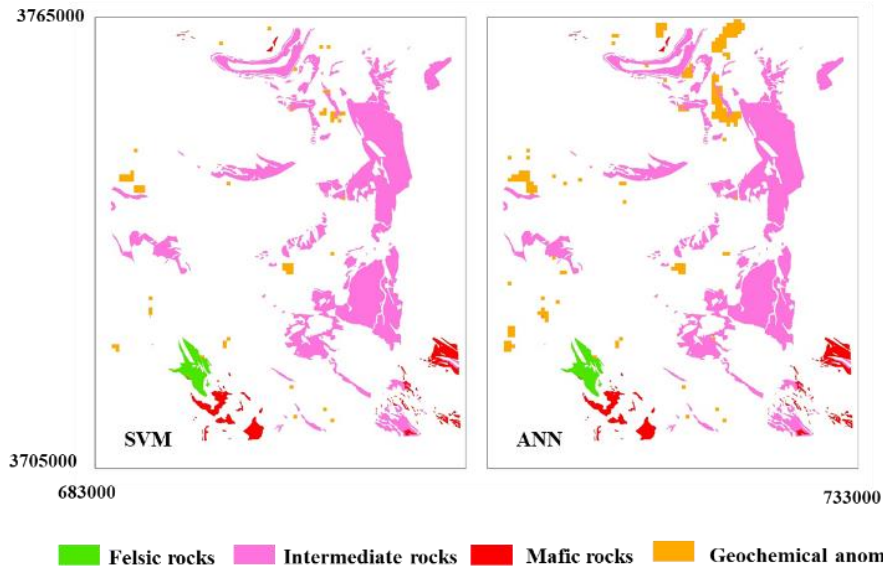 3765000
SVM
ANN
3705000
683000
733000
Felsic rocks
Intermediate rocks
Mafic rocks
Geochemical anom